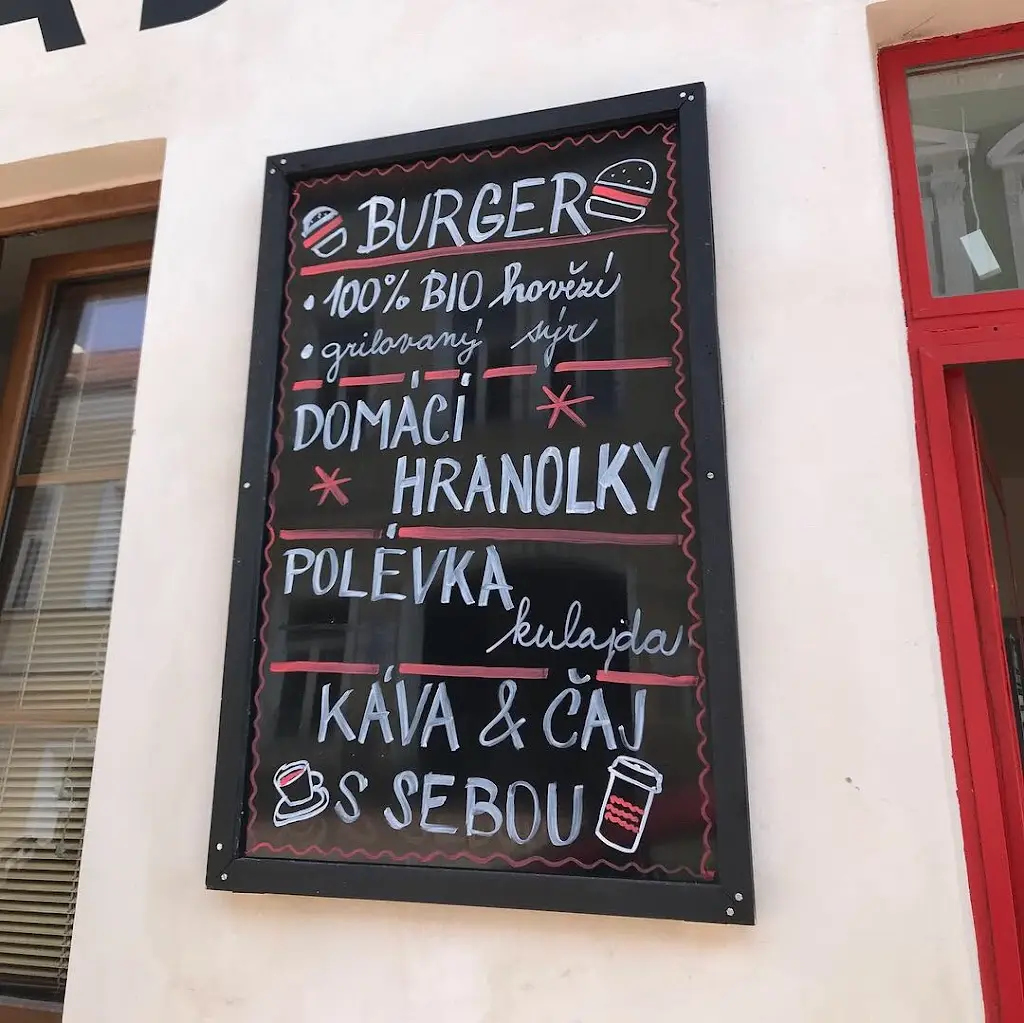 BURGER
• 100% BIO hovězí
• grilovaný sýr
DOMÁCÍ
HRANOLKY
POLÉVKA
kulajda
KÁVA & ČAJ
S SEBOU